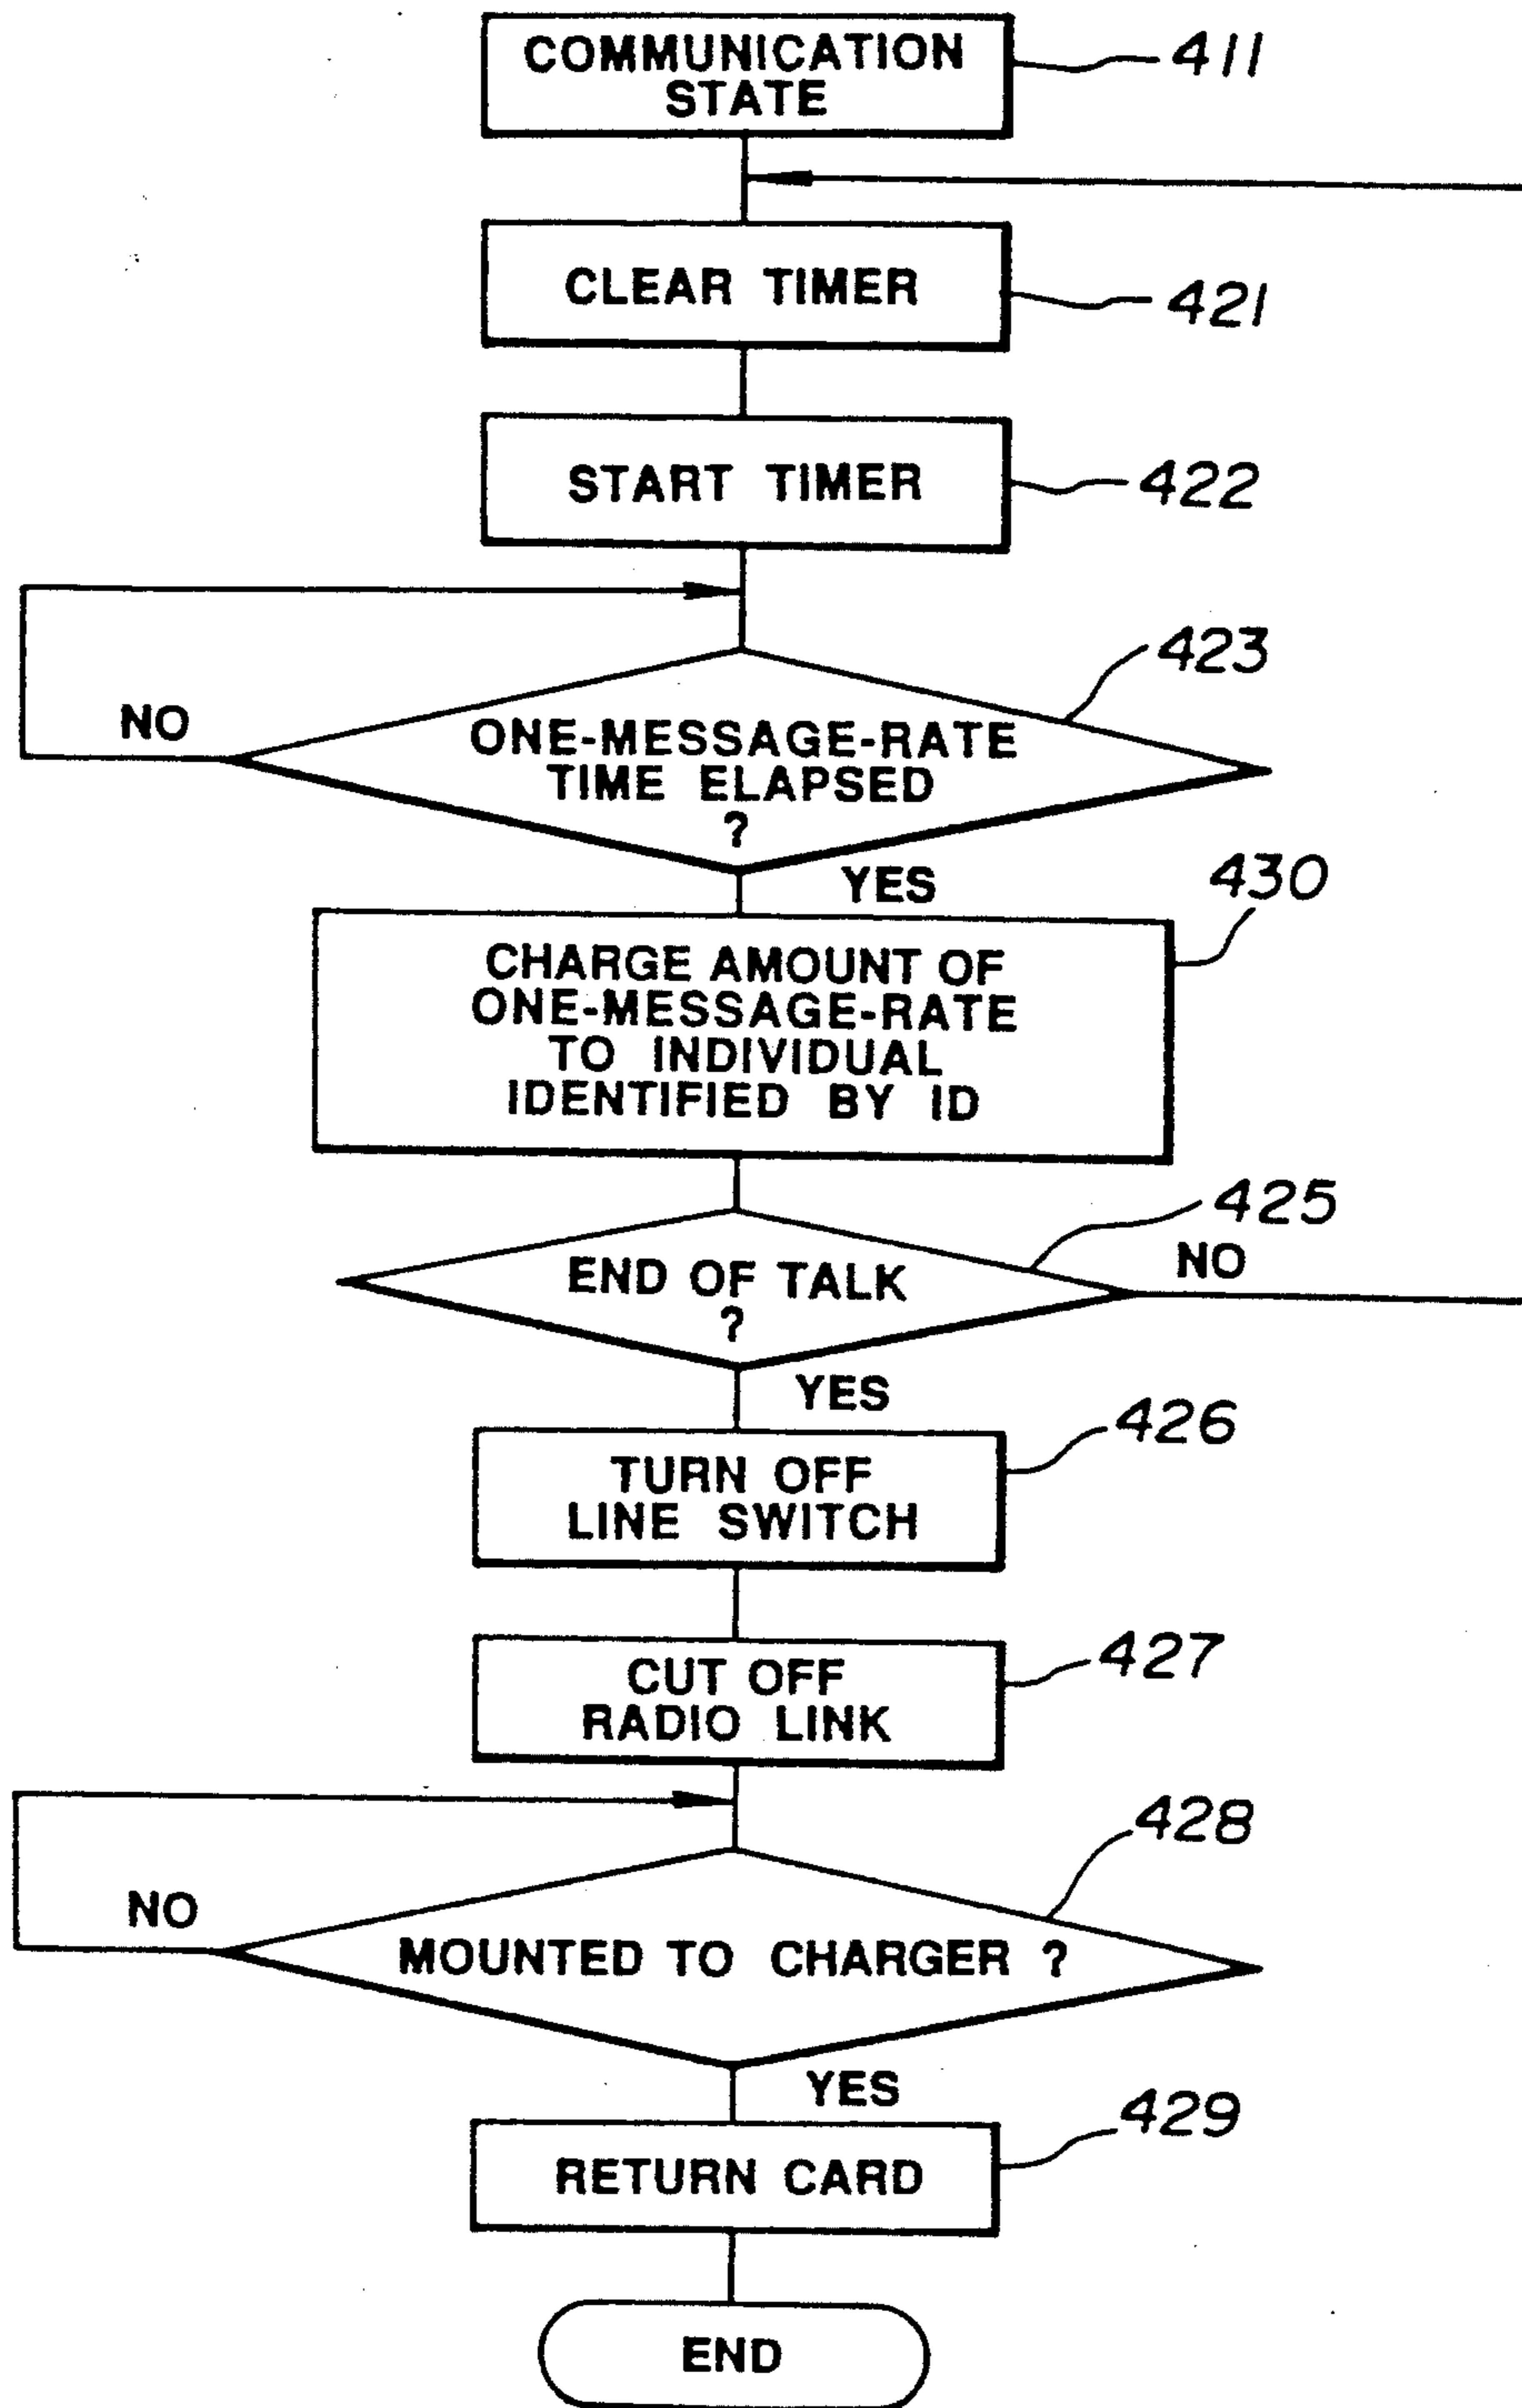 COMMUNICATION
STATE
411
CLEAR TIMER
421
START TIMER
422
423
NO
ONE-MESSAGE-RATE
TIME ELAPSED
?
YES
430
CHARGE AMOUNT OF
ONE-MESSAGE-RATE
TO INDIVIDUAL
IDENTIFIED BY ID
425
NO
END OF TALK
?
YES
426
TURN OFF
LINE SWITCH
427
CUT OFF
RADIO LINK
428
NO
MOUNTED TO CHARGER ?
YES
429
RETURN CARD
END